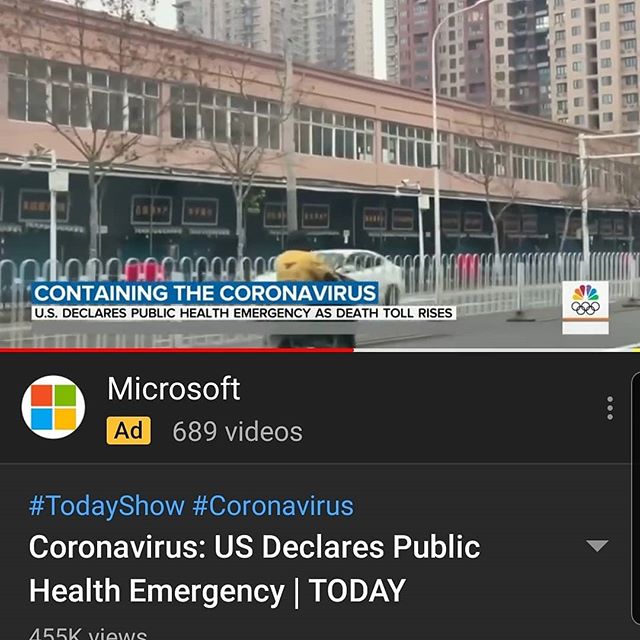 CONTAINING THE CORONAVIRUS
U.S. DECLARES PUBLIC HEALTH EMERGENCY AS DEATH TOLL RISES
Microsoft
Ad 689 videos
#TodayShow #Coronavirus
Coronavirus: US Declares Public
Health Emergency | TODAY
455K views